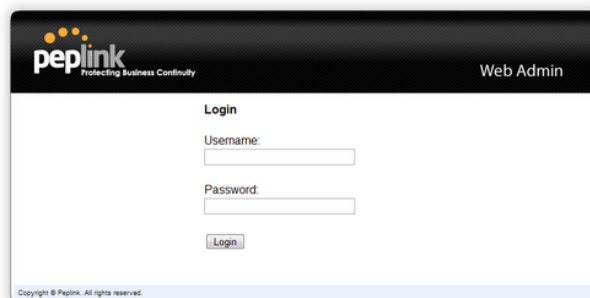 peplink
Protecting Business Continuity
Web Admin
Login
Username:
Password:
Login
Copyright © Peplink. All rights reserved.